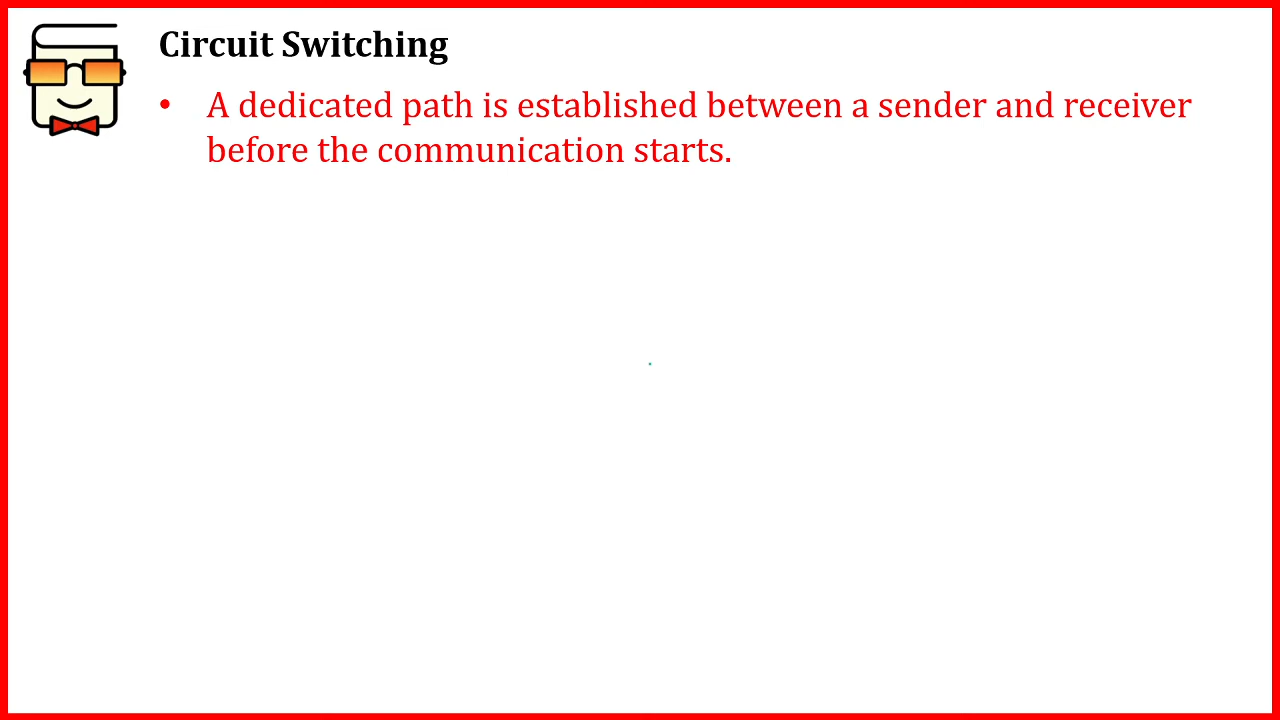 Circuit Switching
• A dedicated path is established between a sender and receiver
before the communication starts.